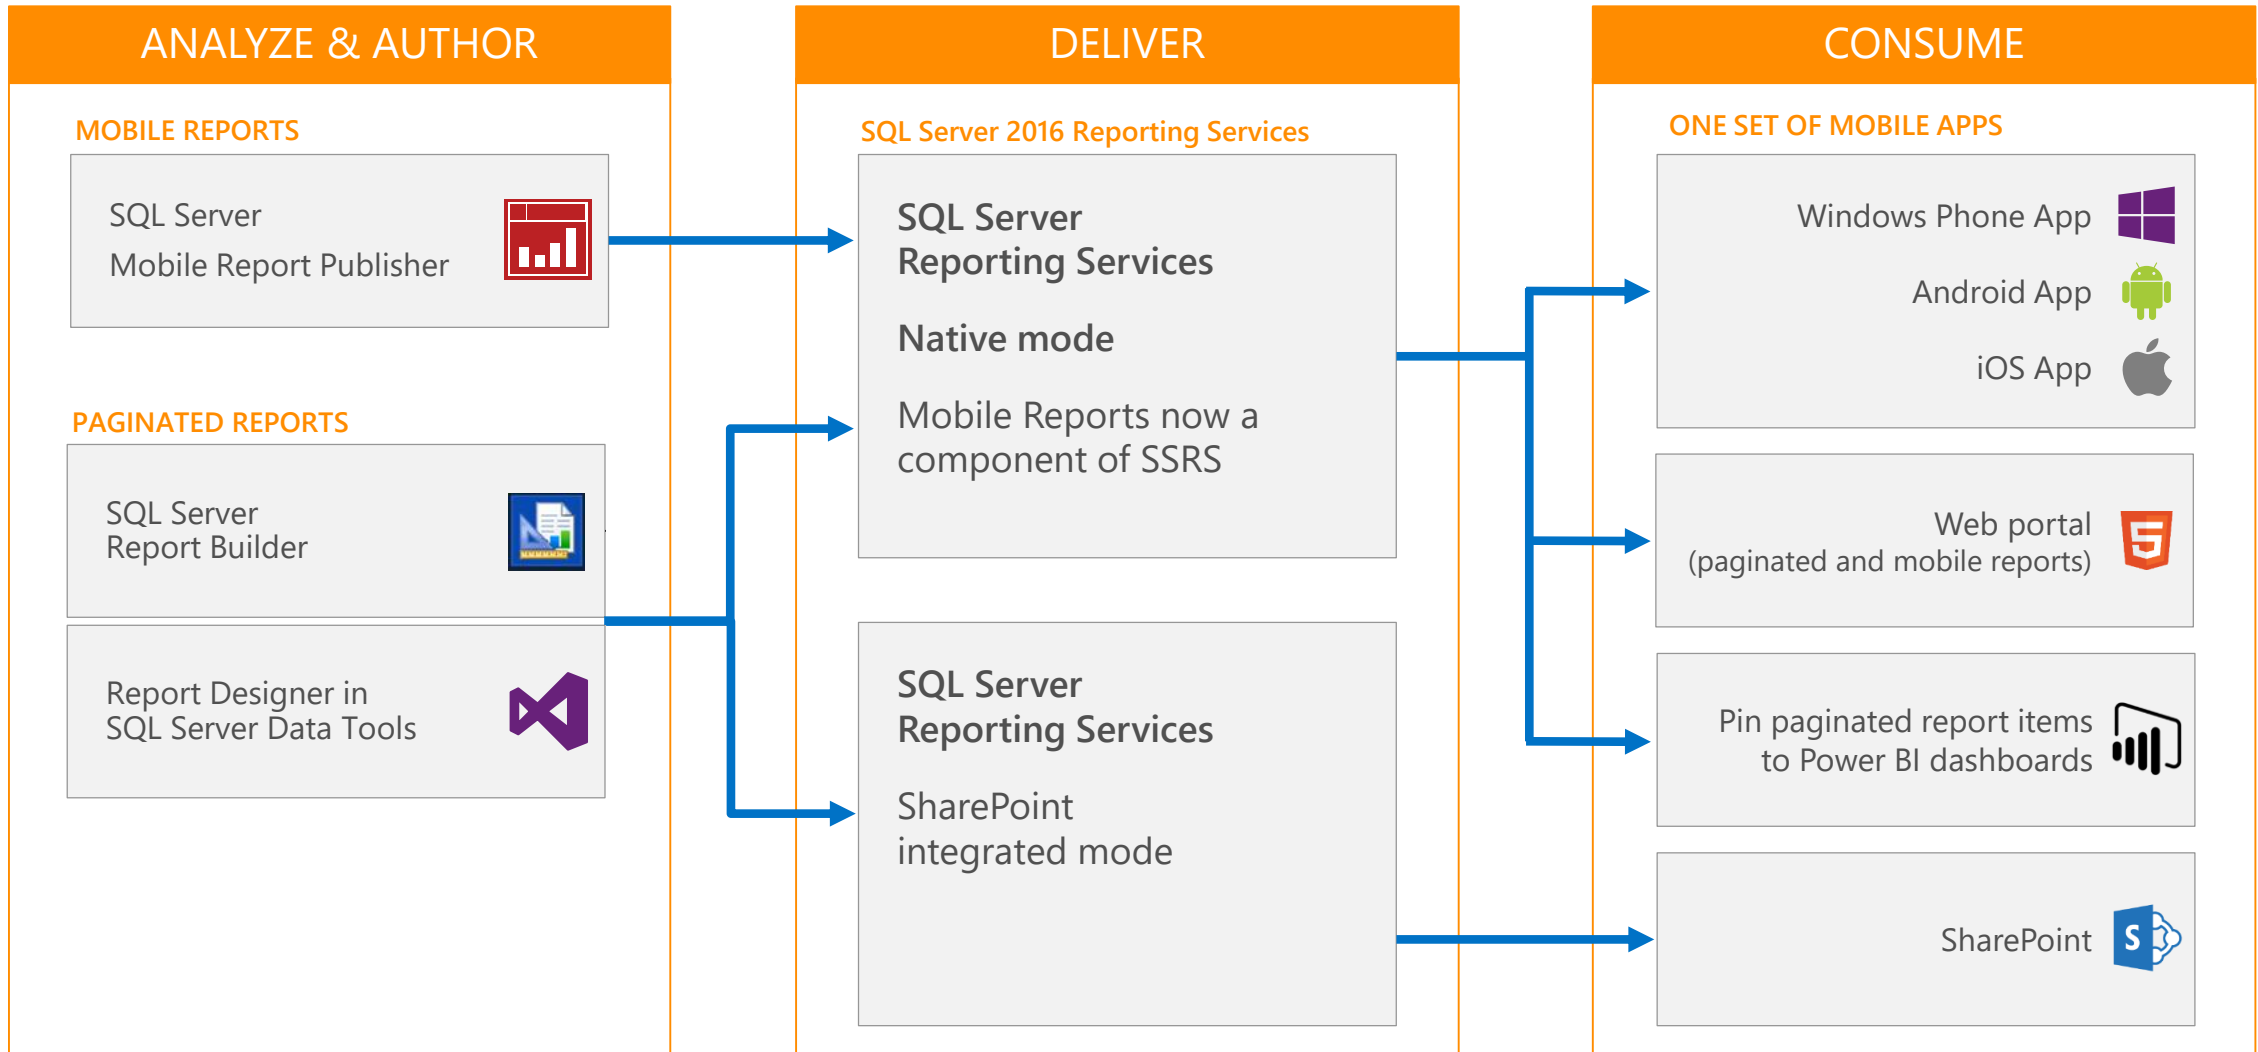 ANALYZE & AUTHOR
MOBILE REPORTS
SQL Server
Mobile Report Publisher
PAGINATED REPORTS
SQL Server
Report Builder
Report Designer in
SQL Server Data Tools
DELIVER
SQL Server 2016 Reporting Services
SQL Server
Reporting Services
Native mode
Mobile Reports now a
component of SSRS
SQL Server
Reporting Services
SharePoint
integrated mode
CONSUME
ONE SET OF MOBILE APPS
Windows Phone App
Android App
iOS App
Web portal
(paginated and mobile reports)
5
Pin paginated report items
to Power BI dashboards
SharePoint
S